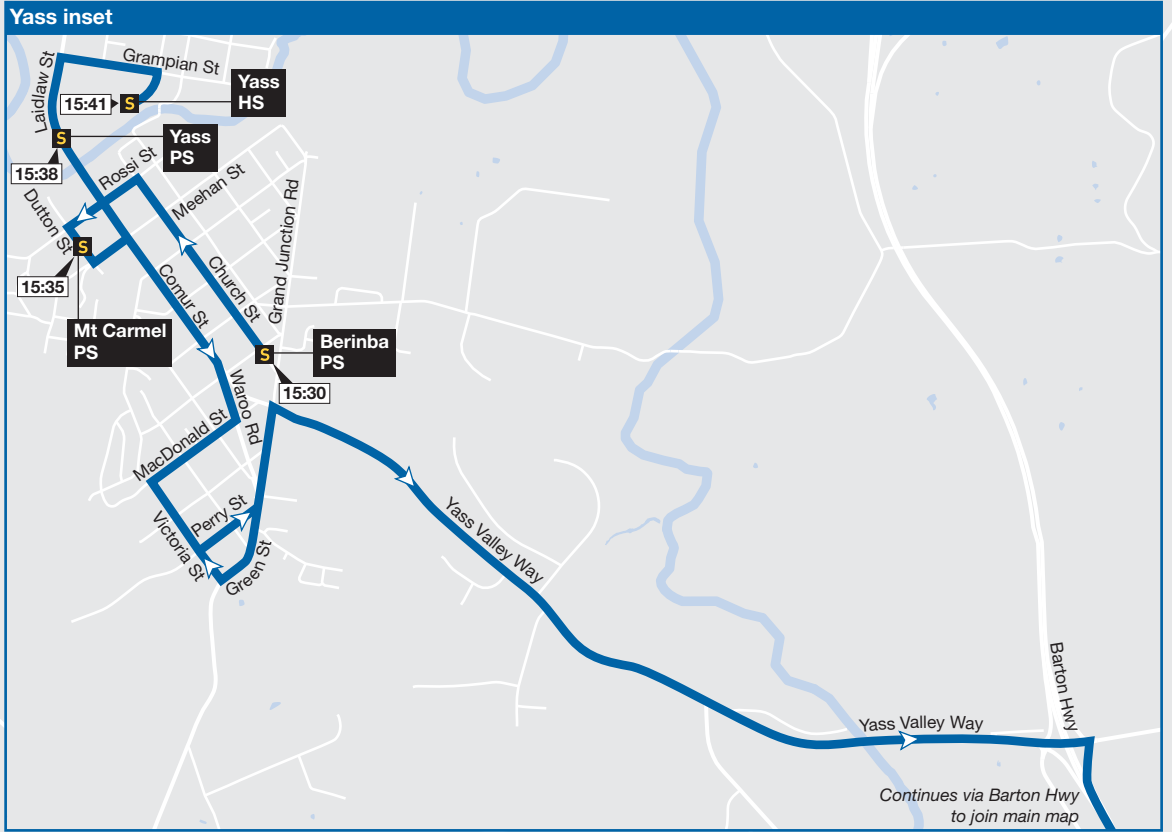 Yass inset
Laidlaw St
Grampian St
15:41
S
Yass
HS
S
Yass
PS
15:38
Rossi St
Meehan St
Dutton St
S
15:35
Mt Carmel
PS
Comur St
Church St
Grand Junction Rd
S
Berinba
PS
15:30
Waroo Rd
MacDonald St
Perry St
Victoria St
Green St
Yass Valley Way
Yass Valley Way
Barton Hwy
Continues via Barton Hwy
to join main map